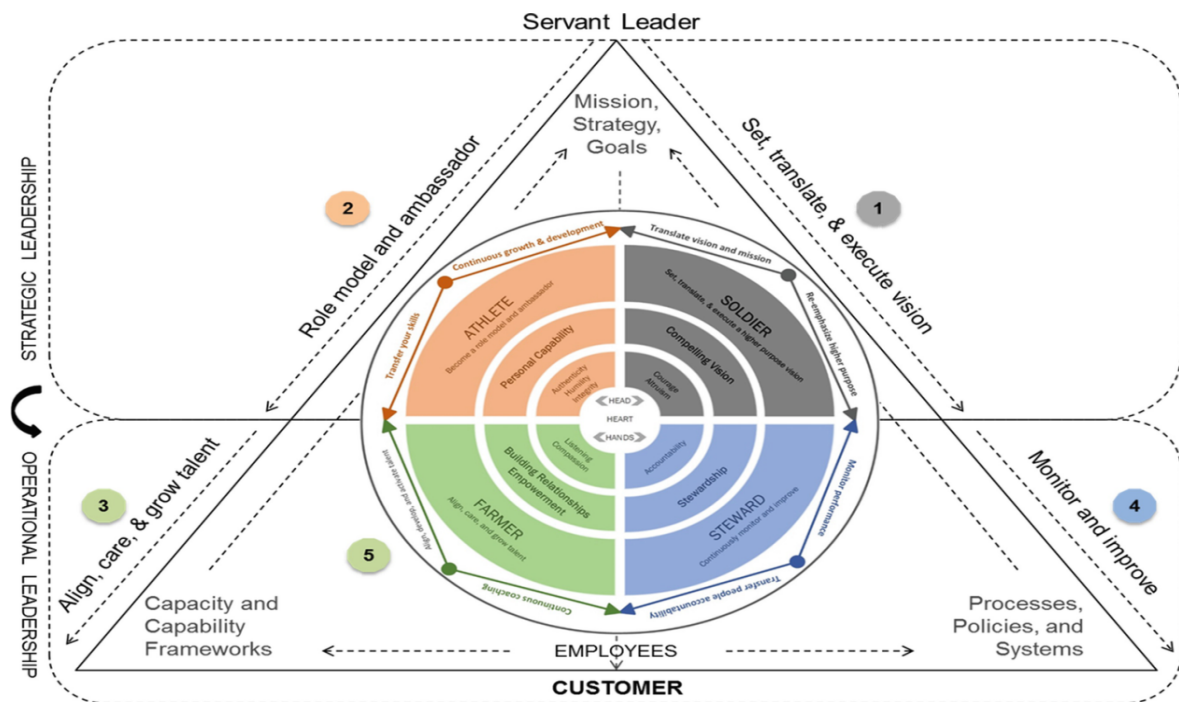 Servant Leader
Mission,
Strategy,
Goals
STRATEGIC LEADERSHIP
2
Role model and ambassador
1
Set, translate, & execute vision
Continuous growth & development
Transfer your skills
Translate vision and mission
Re-emphasize higher purpose
ATHLETE
Become a role model and ambassador
Personal Capability
Authenticity
Humility
Integrity
SOLDIER
Set, translate, & execute a higher purpose vision
Compelling Vision
Courage
Altruism
HEAD
HEART
HANDS
OPERATIONAL LEADERSHIP
3
Align, care, & grow talent
5
Align, develop, and activate talent
Continuous coaching
Listening
Compassion
Building Relationships
Empowerment
FARMER
Align, care, and grow talent
Accountability
Stewardship
STEWARD
Continuously monitor and improve
Monitor performance
Transfer people accountability
4
Monitor and improve
Capacity and
Capability
Frameworks
Processes,
Policies, and
Systems
EMPLOYEES
CUSTOMER